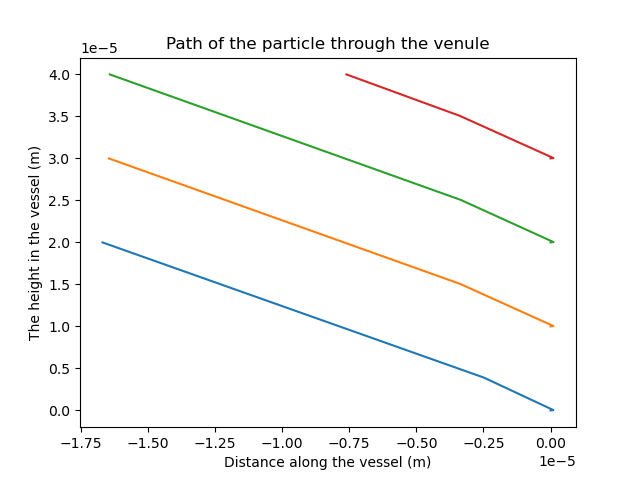 Path of the particle through the venule
1e−5
4.0
3.5
3.0
2.5
2.0
1.5
1.0
0.5
0.0
The height in the vessel (m)
−1.75 −1.50 −1.25 −1.00 −0.75 −0.50 −0.25 0.00
1e−5
Distance along the vessel (m)